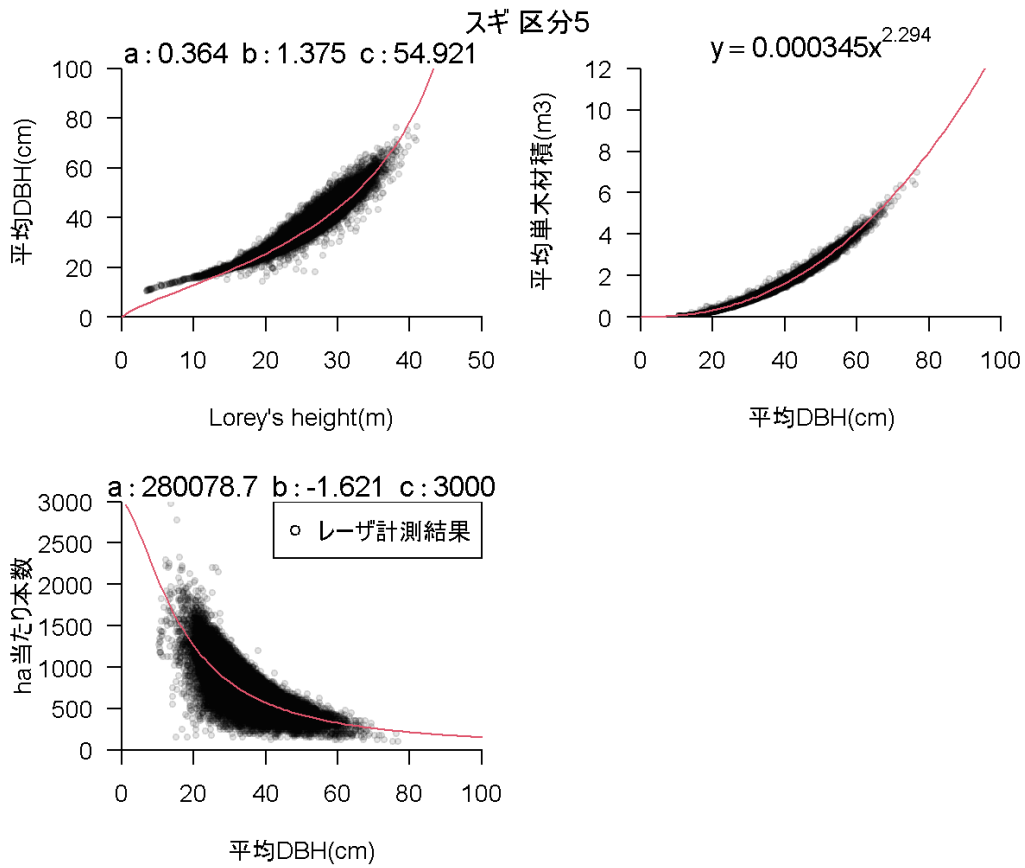 スギ 区分5
a : 0.364 b : 1.375 c : 54.921
100
80
60
40
20
0
平均DBH(cm)
0 10 20 30 40 50
Lorey's height(m)
y = 0.000345x^2.294
12
10
8
6
4
2
0
平均単木材積(m3)
0 20 40 60 80 100
平均DBH(cm)
a : 280078.7 b : -1.621 c : 3000
レーザ計測結果
3000
2500
2000
1500
1000
500
0
ha当たり本数
0 20 40 60 80 100
平均DBH(cm)